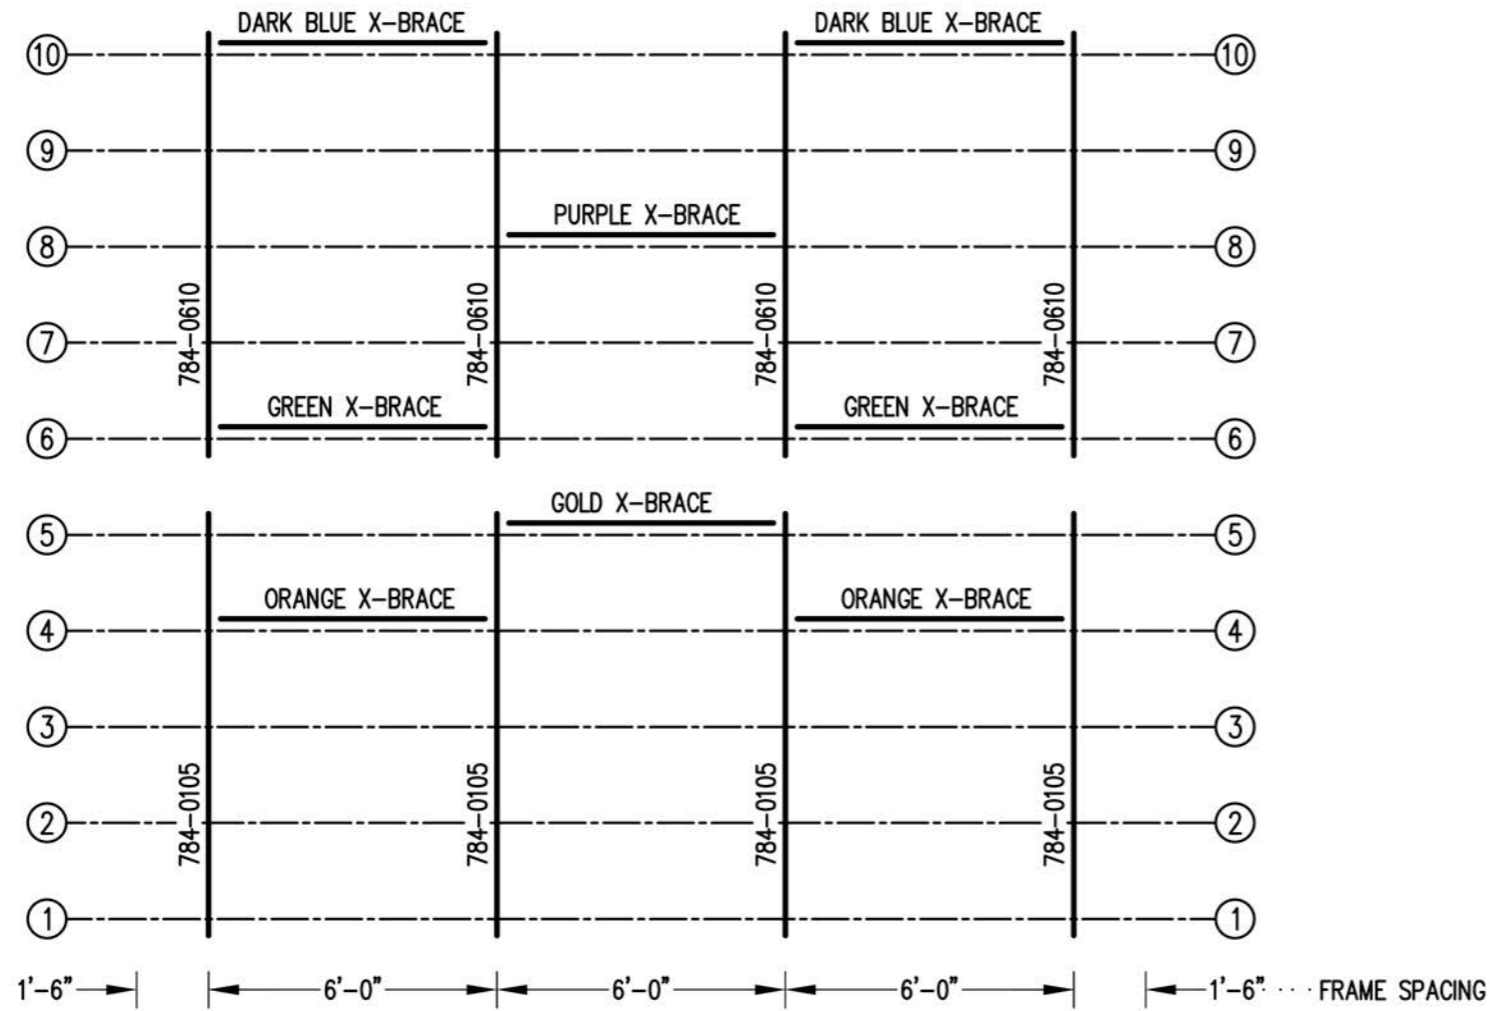 DARK BLUE X-BRACE DARK BLUE X-BRACE
10 10
9 9
PURPLE X-BRACE
8 8
784-0610 784-0610 784-0610 784-0610
7 7
GREEN X-BRACE GREEN X-BRACE
6 6
GOLD X-BRACE
5 5
ORANGE X-BRACE ORANGE X-BRACE
4 4
3 3
784-0105 784-0105 784-0105 784-0105
2 2
1 1
1'-6" 6'-0" 6'-0" 6'-0" 1'-6" FRAME SPACING